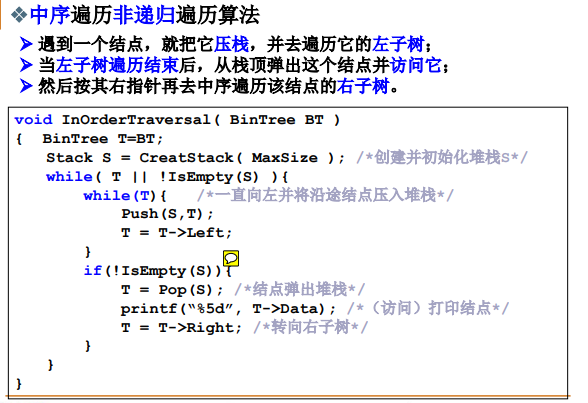 ❖中序遍历非递归遍历算法
➤ 遇到一个结点，就把它压栈，并去遍历它的左子树；
➤ 当左子树遍历结束后，从栈顶弹出这个结点并访问它；
➤ 然后按其右指针再去中序遍历该结点的右子树。
void InOrderTraversal( BinTree BT )
{ BinTree T=BT;
Stack S = CreatStack( MaxSize ); /*创建并初始化堆栈S*/
while( T || !IsEmpty(S) ){
while(T){ /*一直向左并将沿途结点压入堆栈*/
Push(S,T);
T = T->Left;
}
if(!IsEmpty(S)){
T = Pop(S); /*结点弹出堆栈*/
printf(“%5d”, T->Data); /*（访问）打印结点*/
T = T->Right; /*转向右子树*/
}
}
}